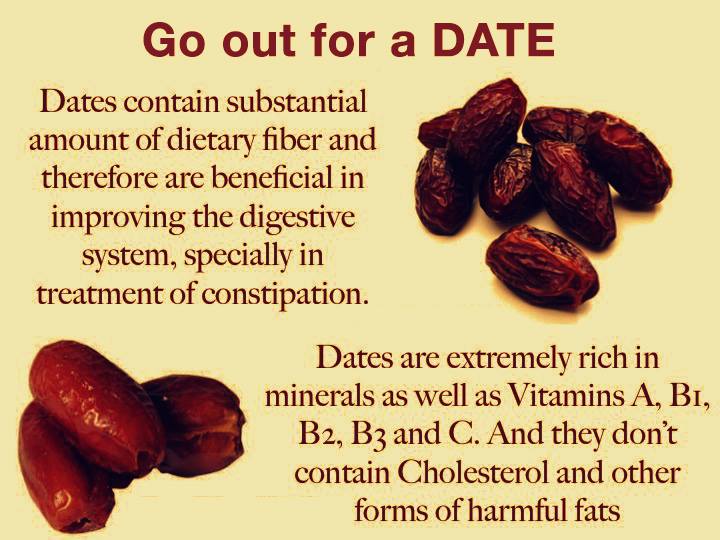 Go out for a DATE
Dates contain substantial
amount of dietary fiber and
therefore are beneficial in
improving the digestive
system, specially in
treatment of constipation.
Dates are extremely rich in
minerals as well as Vitamins A, B1,
B2, B3 and C. And they don't
contain Cholesterol and other
forms of harmful fats